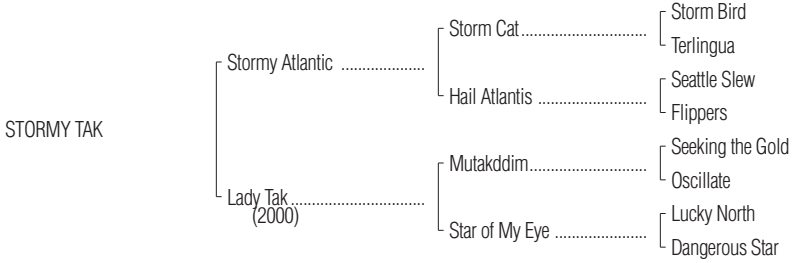 Storm Bird
Storm Cat..............................
Terlingua
Stormy Atlantic ....................
Seattle Slew
Hail Atlantis ..........................
Flippers
STORMY TAK
Seeking the Gold
Mutakddim............................
Oscillate
Lady Tak................................
(2000)
Lucky North
Star of My Eye ......................
Dangerous Star